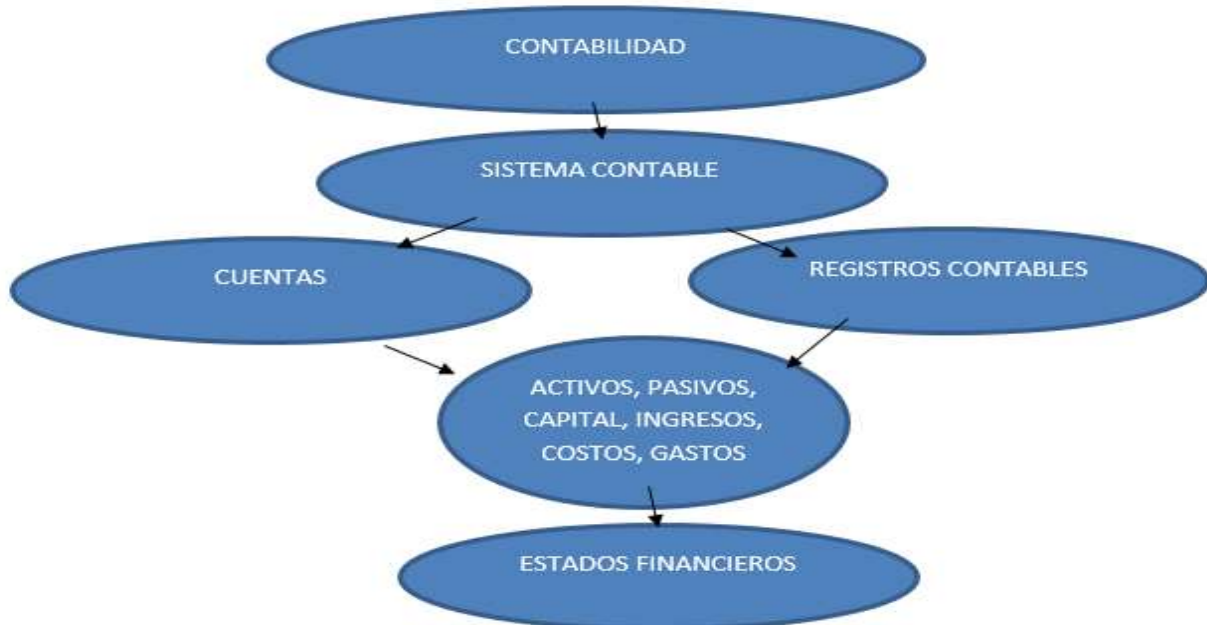 CONTABILIDAD
SISTEMA CONTABLE
CUENTAS
REGISTROS CONTABLES
ACTIVOS, PASIVOS,
CAPITAL, INGRESOS,
COSTOS, GASTOS
ESTADOS FINANCIEROS